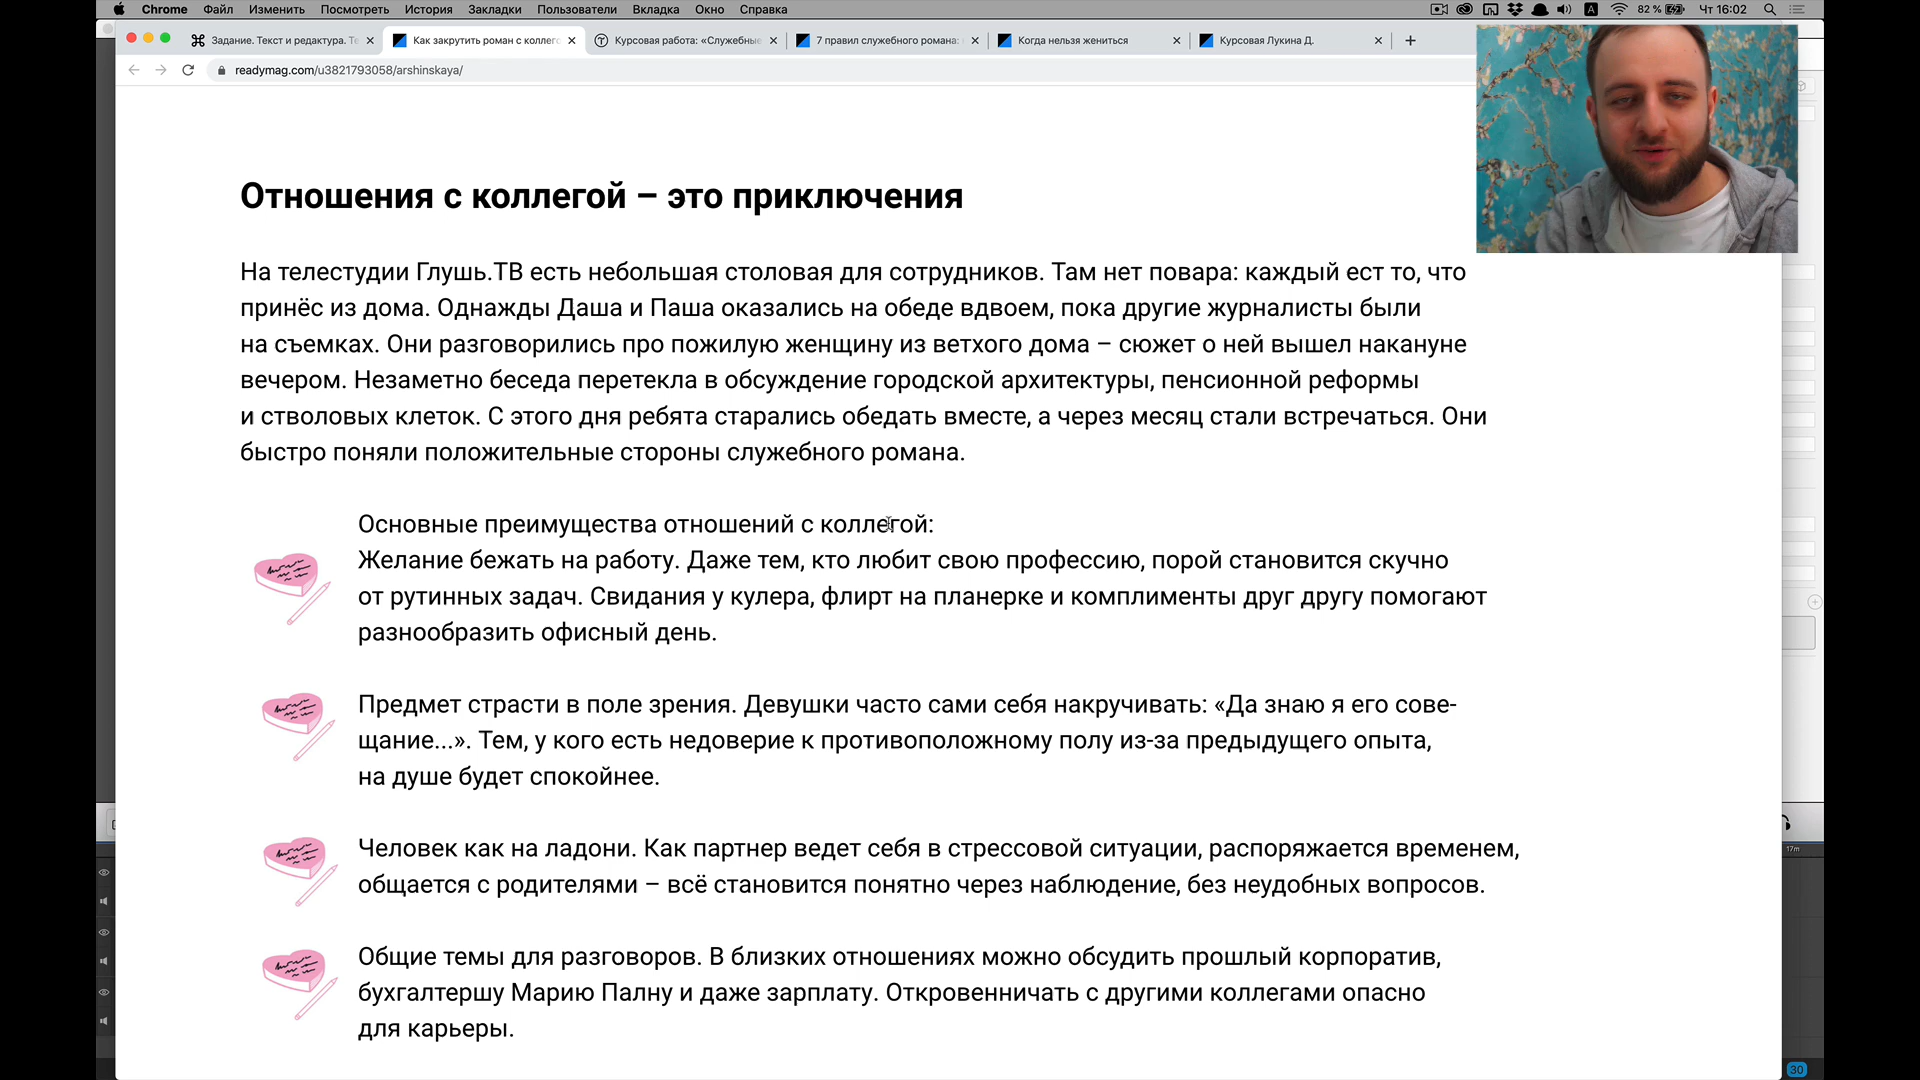 Chrome Файл Изменить Посмотреть История Закладки Пользователи Вкладка Окно Справка 82 % Чт 16:02
Задание. Текст и редактура. Те Как закрутить роман с коллего Курсовая работа: «Служебные 7 правил служебного романа: Когда нельзя жениться Курсовая Лукина Д.
readymag.com/u3821793058/arshinskaya/
Отношения с коллегой – это приключения
На телестудии Глушь.ТВ есть небольшая столовая для сотрудников. Там нет повара: каждый ест то, что
принёс из дома. Однажды Даша и Паша оказались на обеде вдвоем, пока другие журналисты были
на съемках. Они разговорились про пожилую женщину из ветхого дома – сюжет о ней вышел накануне
вечером. Незаметно беседа перетекла в обсуждение городской архитектуры, пенсионной реформы
и стволовых клеток. С этого дня ребята старались обедать вместе, а через месяц стали встречаться. Они
быстро поняли положительные стороны служебного романа.
Основные преимущества отношений с коллегой:
Желание бежать на работу. Даже тем, кто любит свою профессию, порой становится скучно
от рутинных задач. Свидания у кулера, флирт на планерке и комплименты друг другу помогают
разнообразить офисный день.
Предмет страсти в поле зрения. Девушки часто сами себя накручивать: «Да знаю я его сове-
щание...». Тем, у кого есть недоверие к противоположному полу из-за предыдущего опыта,
на душе будет спокойнее.
Человек как на ладони. Как партнер ведет себя в стрессовой ситуации, распоряжается временем,
общается с родителями – всё становится понятно через наблюдение, без неудобных вопросов.
Общие темы для разговоров. В близких отношениях можно обсудить прошлый корпоратив,
бухгалтершу Марию Палну и даже зарплату. Откровенничать с другими коллегами опасно
для карьеры.
17m
30